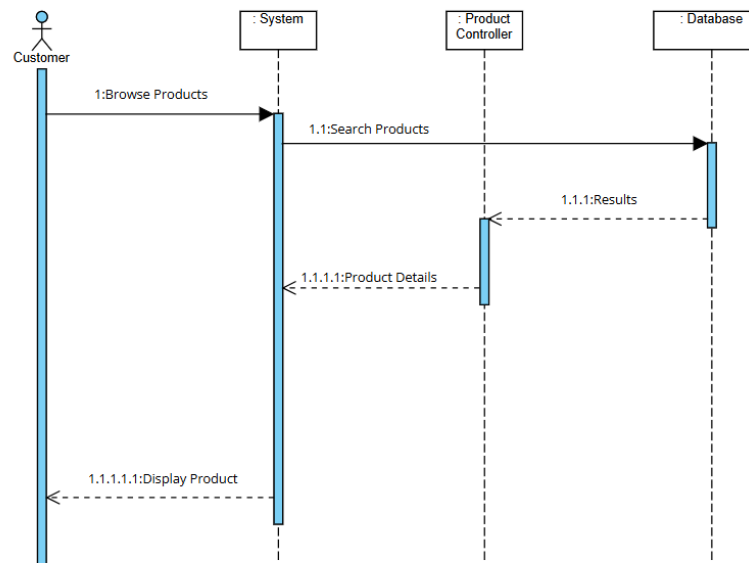 : System
: Product
Controller
: Database
Customer
1:Browse Products
1.1:Search Products
1.1.1:Results
1.1.1.1:Product Details
1.1.1.1.1:Display Product